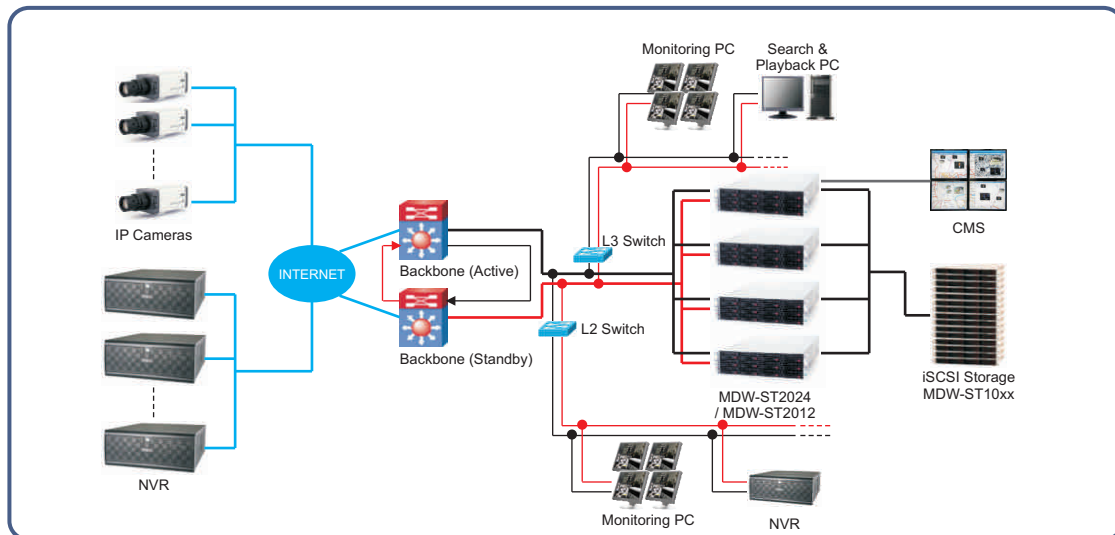 Monitoring PC
Search &
Playback PC
IP Cameras
CMS
L3 Switch
INTERNET
Backbone (Active)
L2 Switch
Backbone (Standby)
iSCSI Storage
MDW-ST10xx
MDW-ST2024
/ MDW-ST2012
NVR
Monitoring PC
NVR